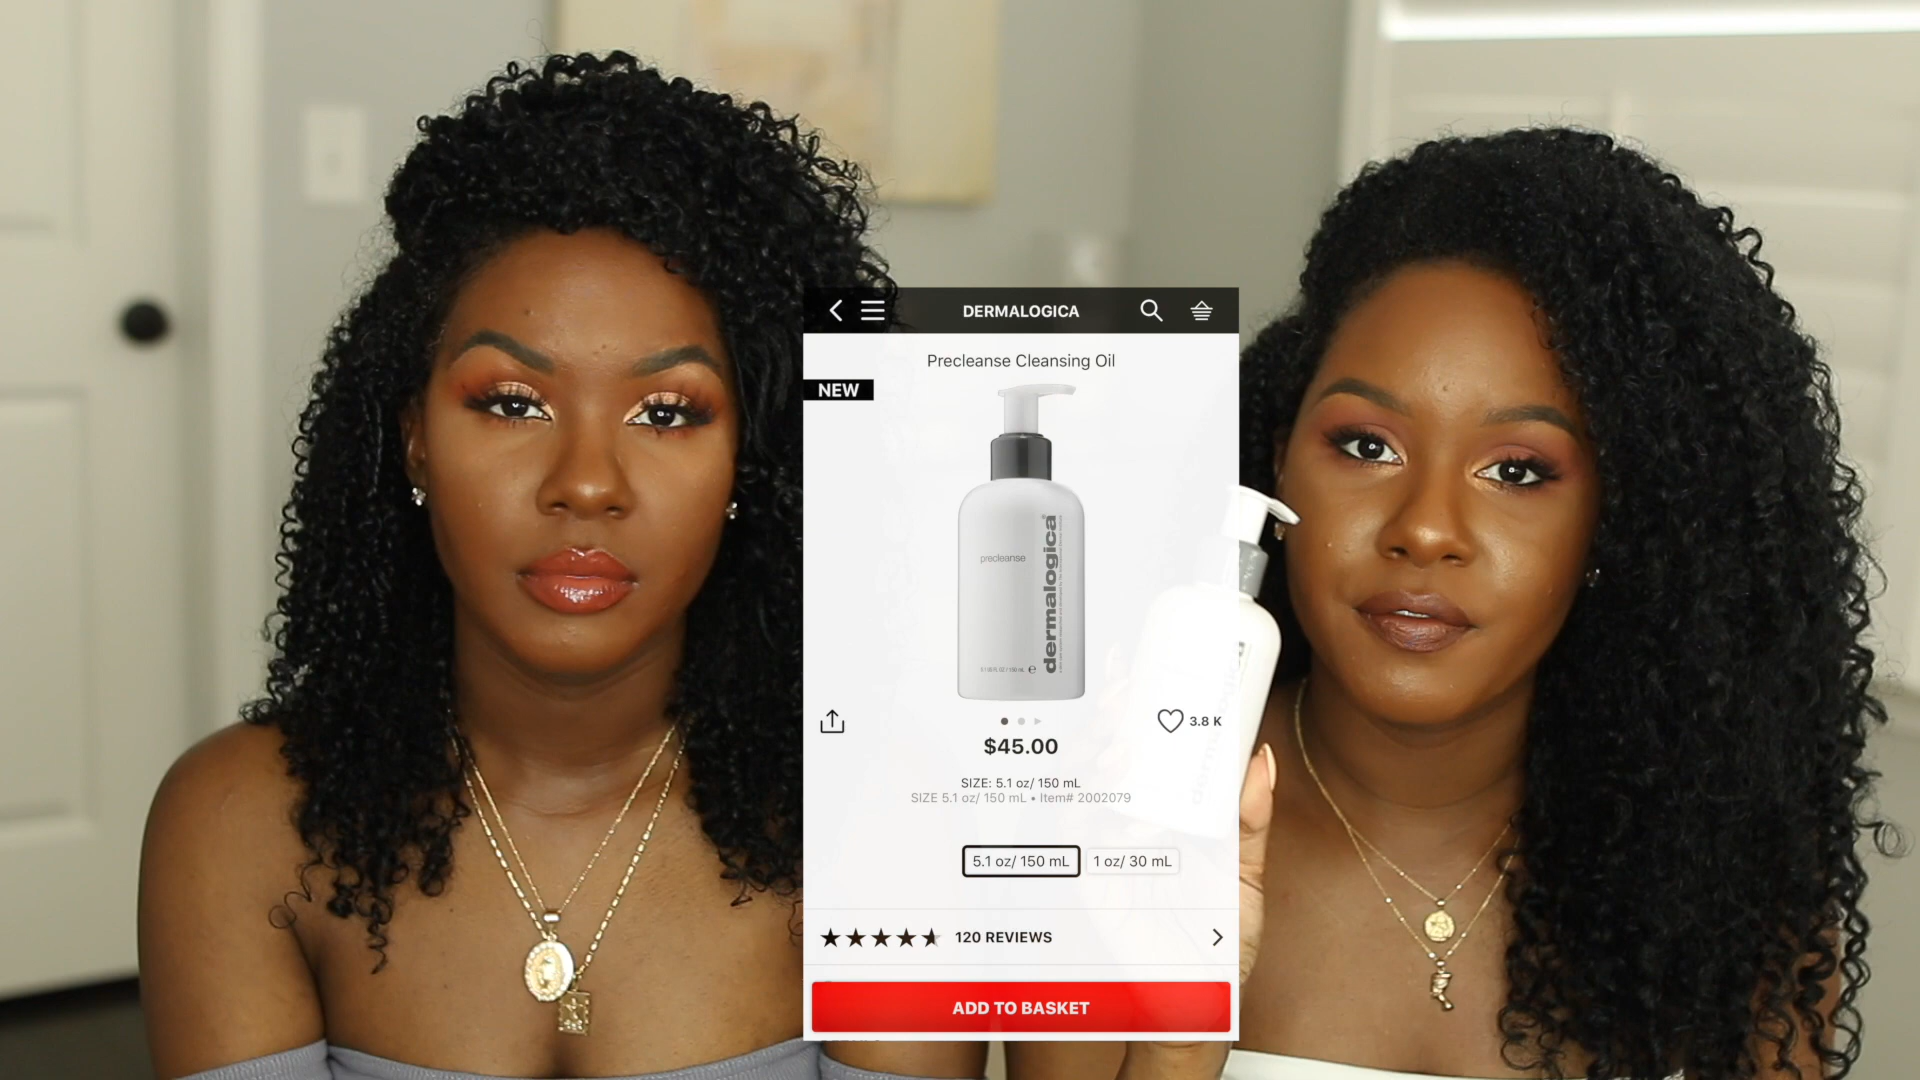 DERMALOGICA
Precleanse Cleansing Oil
NEW
precleanse
dermalogica
3.8 K
$45.00
SIZE: 5.1 oz/ 150 mL
SIZE 5.1 oz/ 150 mL • Item# 2002079
5.1 oz/ 150 mL
1 oz/ 30 mL
120 REVIEWS
ADD TO BASKET